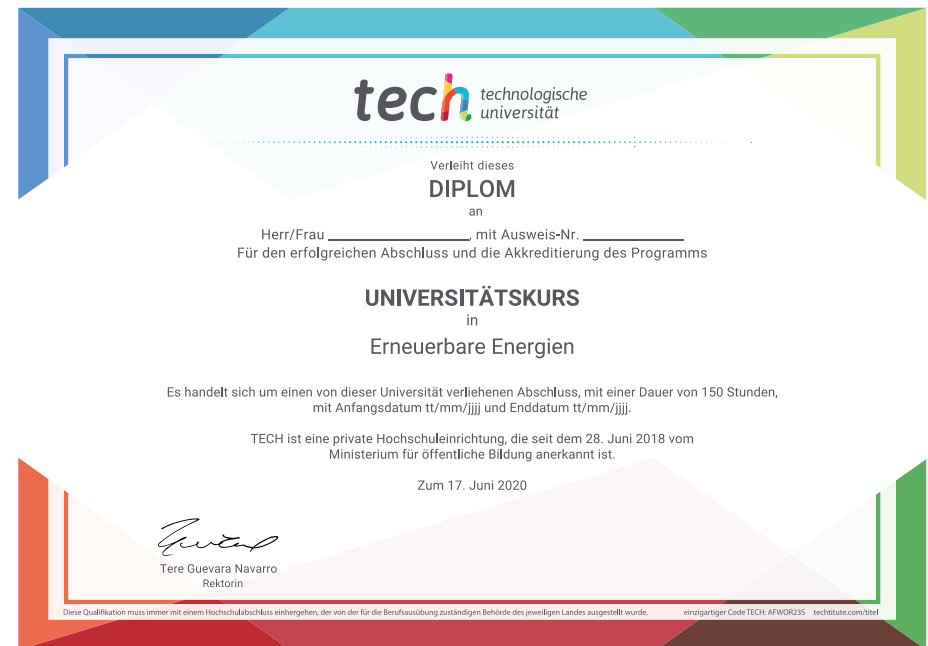 tech technologische
universität
Verleiht dieses
DIPLOM
an
Herr/Frau ____________________, mit Ausweis-Nr. ______________
Für den erfolgreichen Abschluss und die Akkreditierung des Programms
UNIVERSITÄTSKURS
in
Erneuerbare Energien
Es handelt sich um einen von dieser Universität verliehenen Abschluss, mit einer Dauer von 150 Stunden,
mit Anfangsdatum tt/mm/jjjj und Enddatum tt/mm/jjjj.
TECH ist eine private Hochschuleinrichtung, die seit dem 28. Juni 2018 vom
Ministerium für öffentliche Bildung anerkannt ist.
Zum 17. Juni 2020
Tere Guevara Navarro
Rektorin
Diese Qualifikation muss immer mit einem Hochschulabschluss einhergehen, der von der für die Berufsausübung zuständigen Behörde des jeweiligen Landes ausgestellt wurde. einzigartiger Code TECH: AFWOR23S techtitute.com/titel